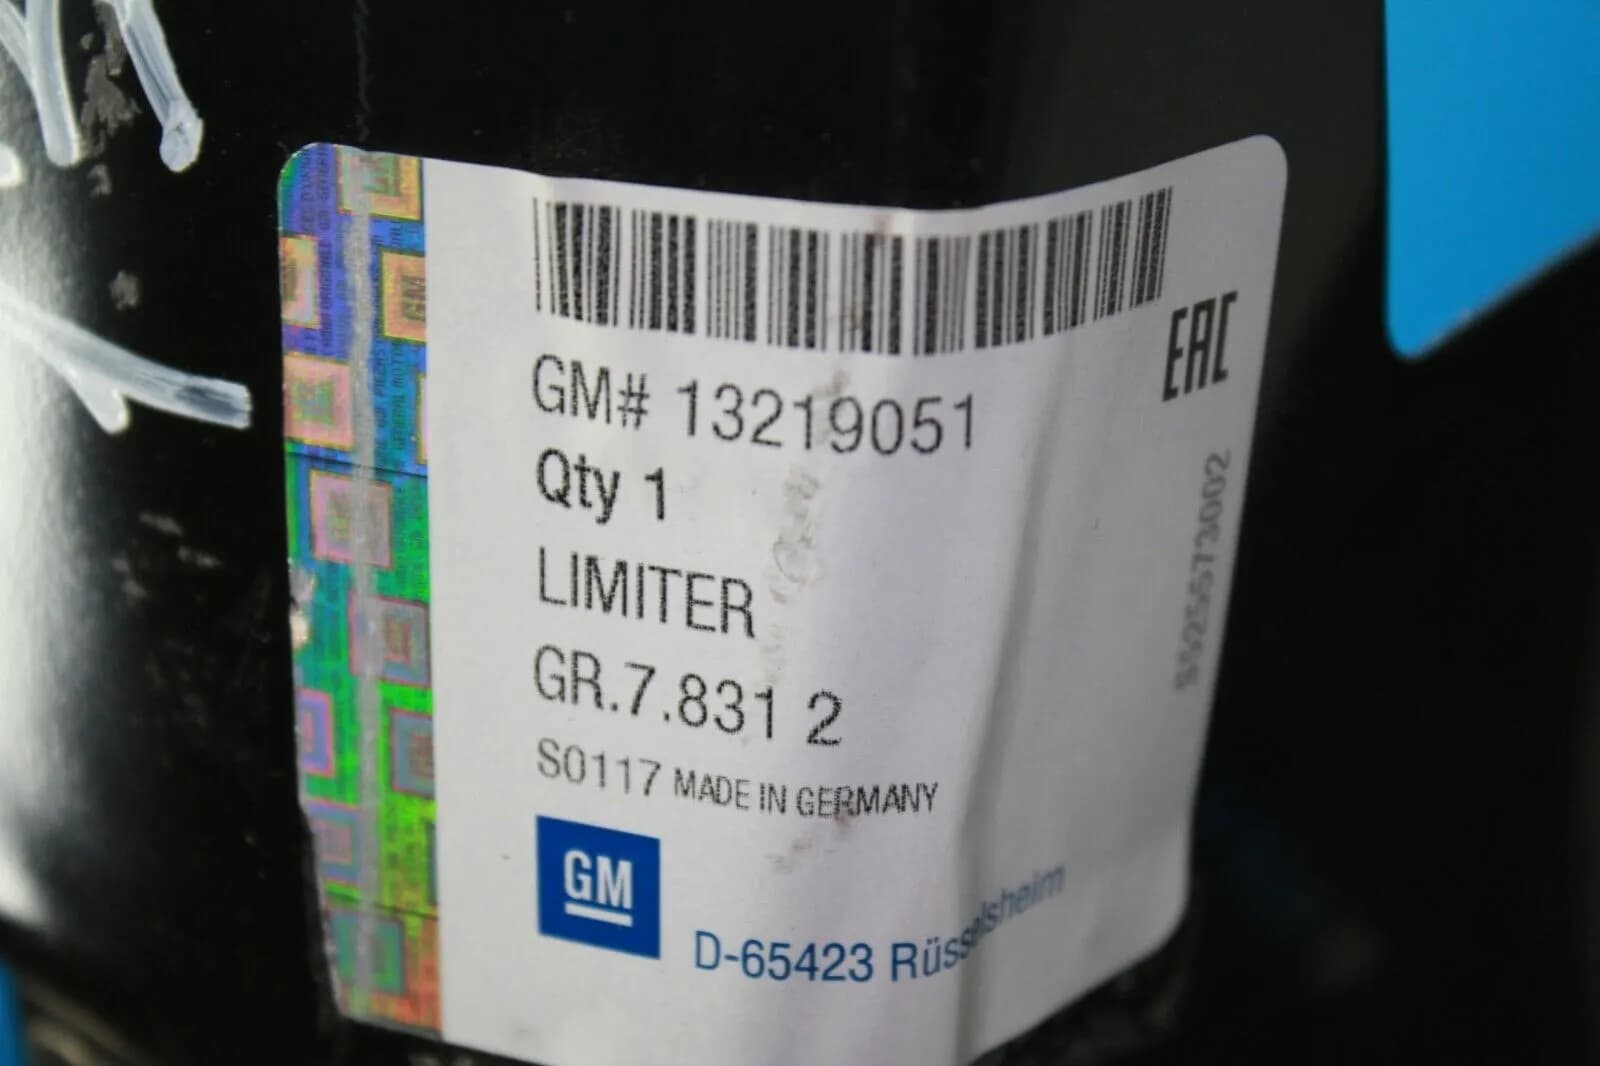 GM# 13219051
Qty 1
LIMITER
GR.7.831 2
S0117 MADE IN GERMANY
GM
D-65423 Rüsselsheim
EAC